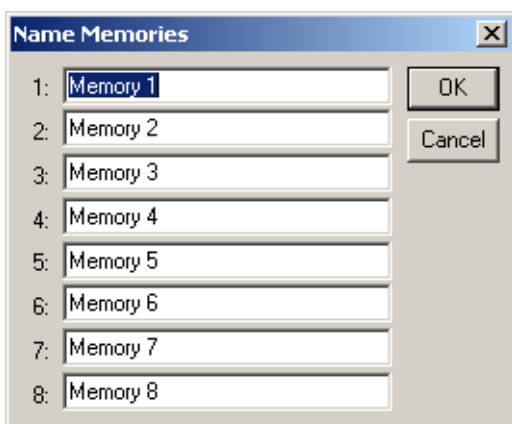 Name Memories
1: Memory 1
OK
2: Memory 2
Cancel
3: Memory 3
4: Memory 4
5: Memory 5
6: Memory 6
7: Memory 7
8: Memory 8